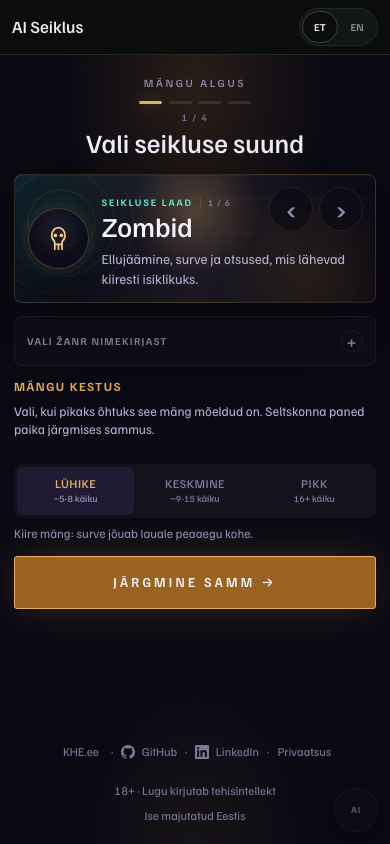 AI Seiklus
ET EN
MÄNGU ALGUS
1 / 4
Vali seikluse suund
SEIKLUSE LAAD | 1 / 6
Zombid
Ellujäämine, surve ja otsused, mis lähevad
kiiresti isiklikuks.
VALI ŽANR NIMEKIRJAST
MÄNGU KESTUS
Vali, kui pikaks õhtuks see mäng mõeldud on. Seltskonna paned
paika järgmises sammus.
LÜHIKE KESKMINE PIKK
~5-8 käiku ~9-15 käiku 16+ käiku
Kiire mäng: surve jõuab lauale peaaegu kohe.
JÄRGMINE SAMM →
KHE.ee · GitHub · LinkedIn · Privaatsus
18+ · Lugu kirjutab tehisintellekt
Ise majutatud Eestis
AI